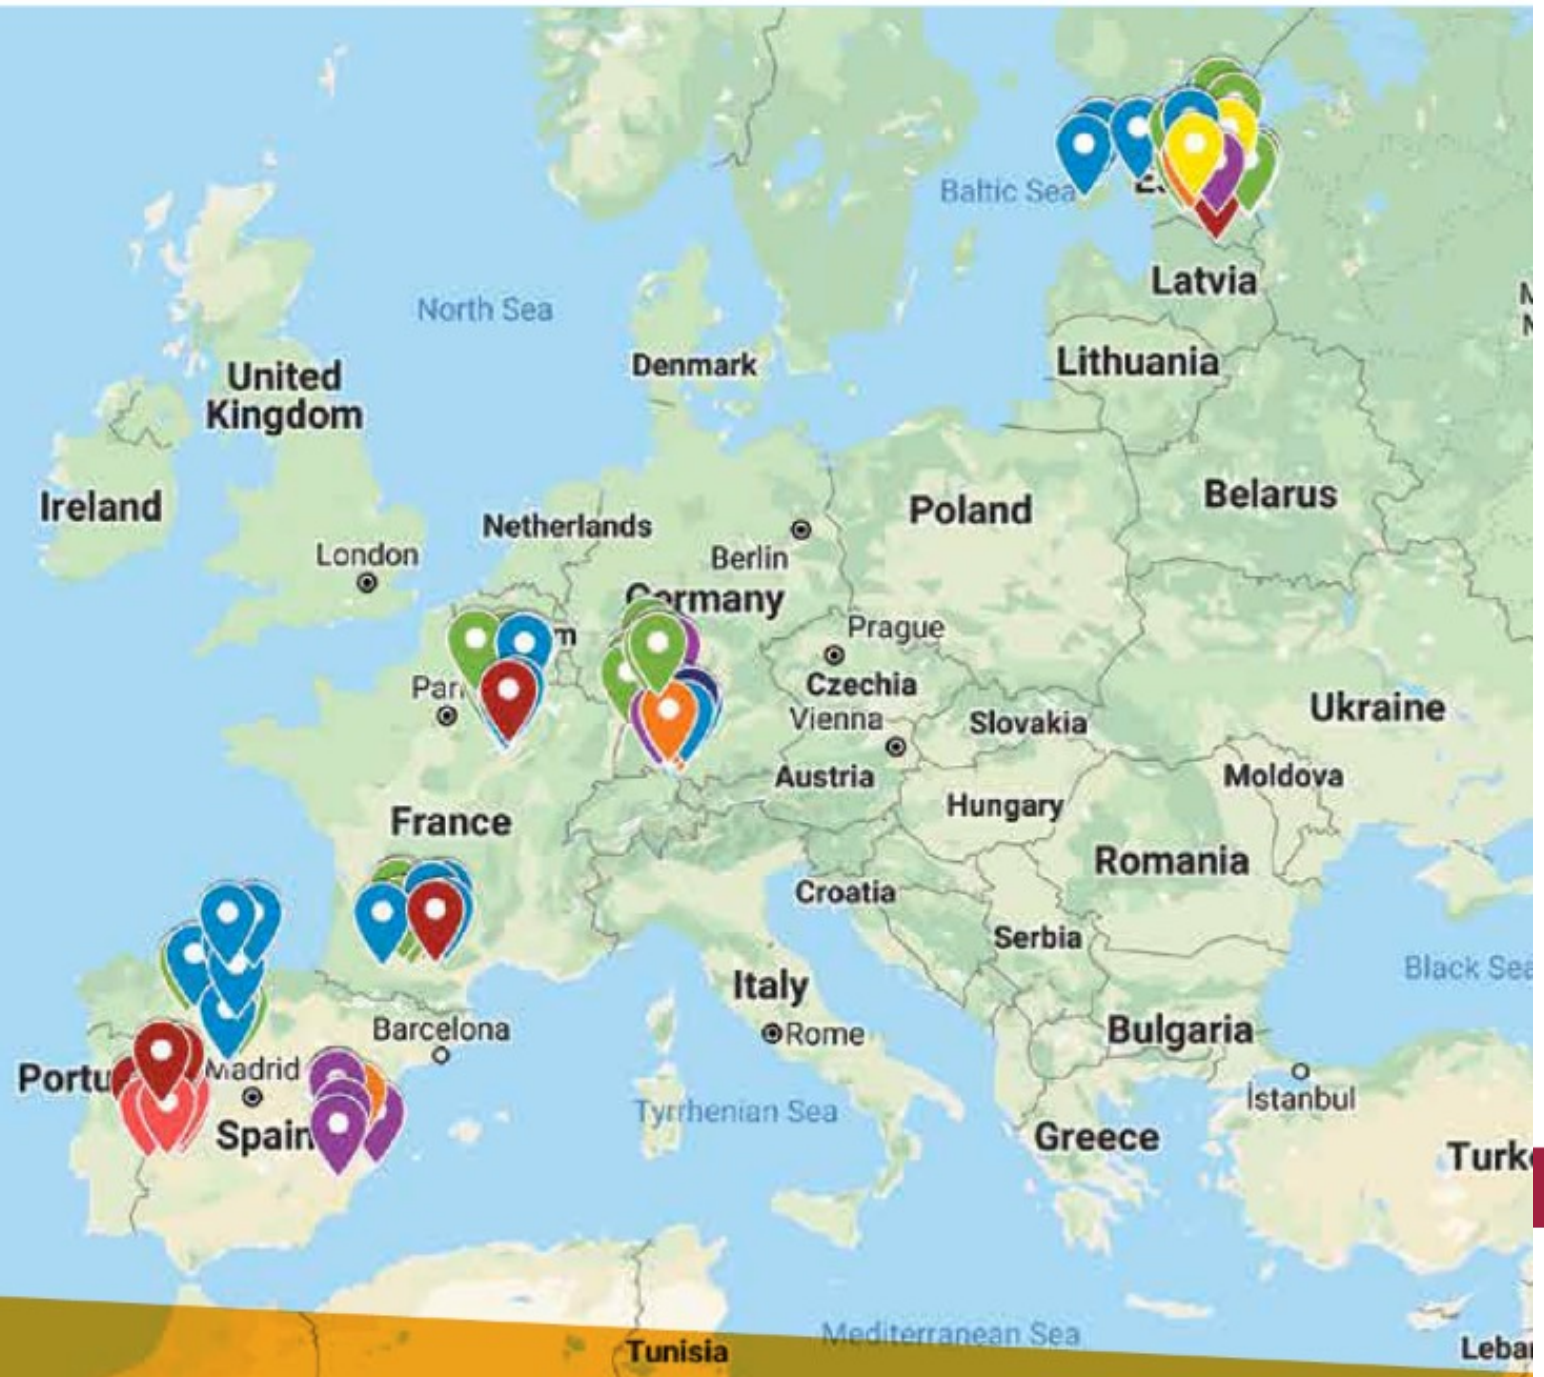 Baltic Sea
Latvia
North Sea
Denmark
Lithuania
United
Kingdom
Ireland
Netherlands
Poland
Belarus
London
Berlin
Germany
Prague
Czechia
Vienna
Slovakia
Ukraine
Austria
Moldova
Hungary
France
Romania
Croatia
Serbia
Black Sea
Italy
Barcelona
Rome
Bulgaria
Madrid
İstanbul
Tyrrhenian Sea
Spain
Greece
Mediterranean Sea
Tunisia